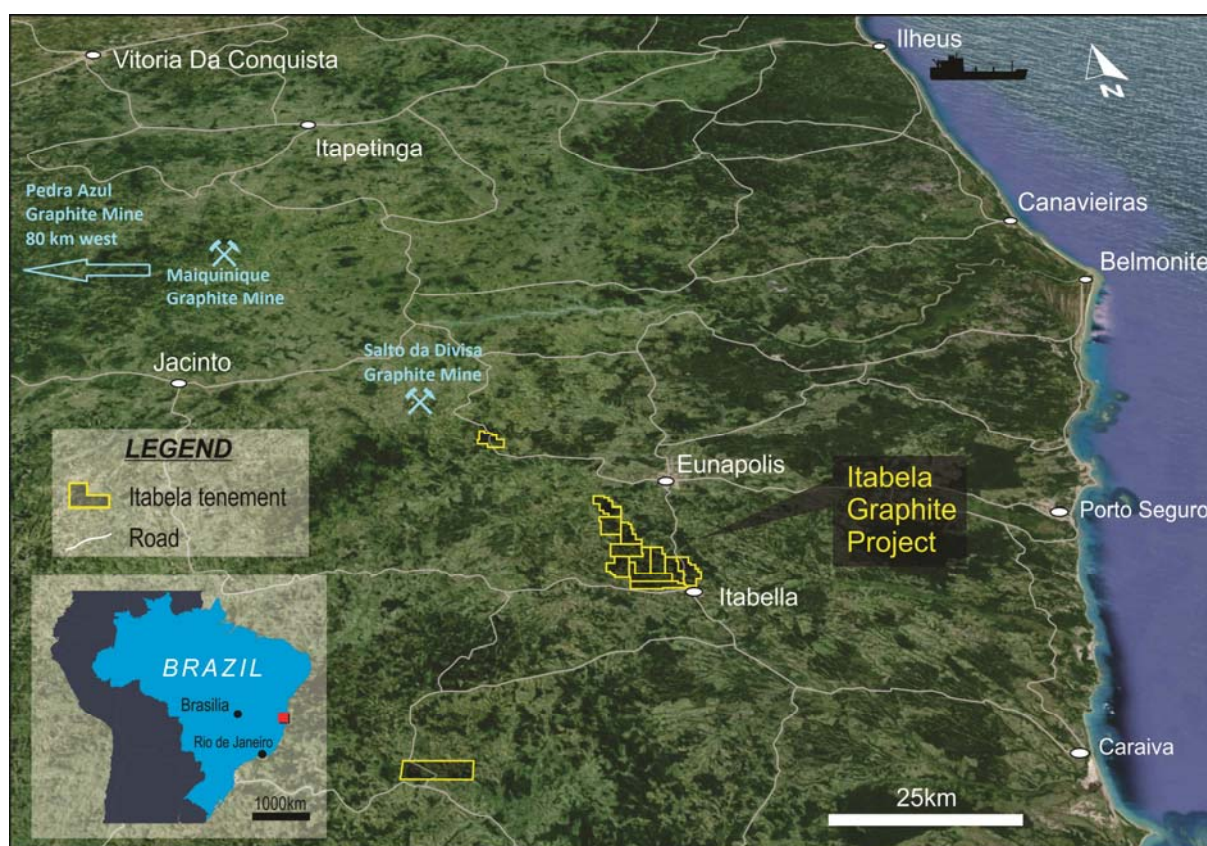 Ilheus
Vitoria Da Conquista
N
Itapetinga
Pedra Azul
Graphite Mine
80 km west
Canavieiras
Maiquinique
Graphite Mine
Belmonite
Salto da Divisa
Graphite Mine
Jacinto
LEGEND
Itabela tenement
Road
Eunapolis
Itabela
Graphite
Project
Porto Seguro
Itabella
BRAZIL
Brasilia
Rio de Janeiro
1000km
Caraiva
25km